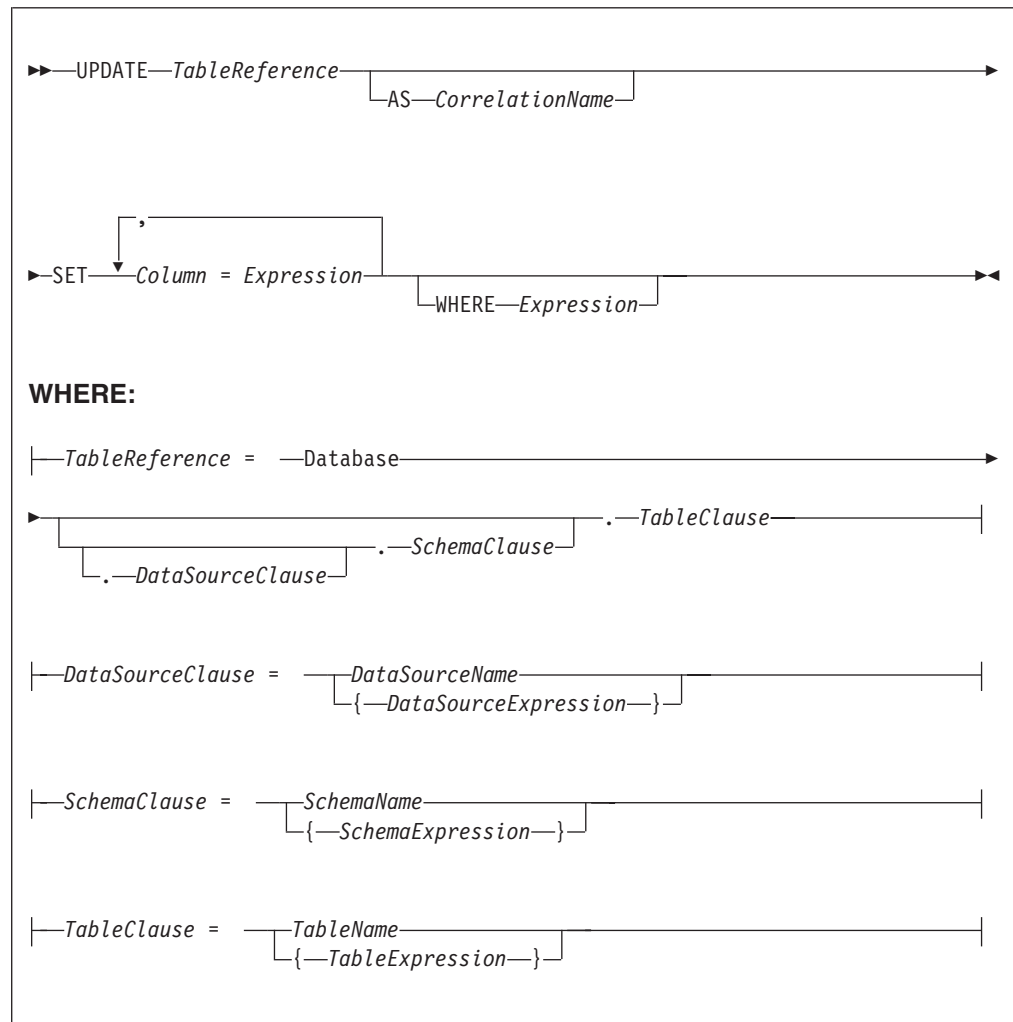 UPDATE TableReference
AS CorrelationName
,
SET Column = Expression
WHERE Expression
WHERE:
TableReference = Database
. TableClause
. SchemaClause
. DataSourceClause
DataSourceClause = DataSourceName
{ DataSourceExpression }
SchemaClause = SchemaName
{ SchemaExpression }
TableClause = TableName
{ TableExpression }